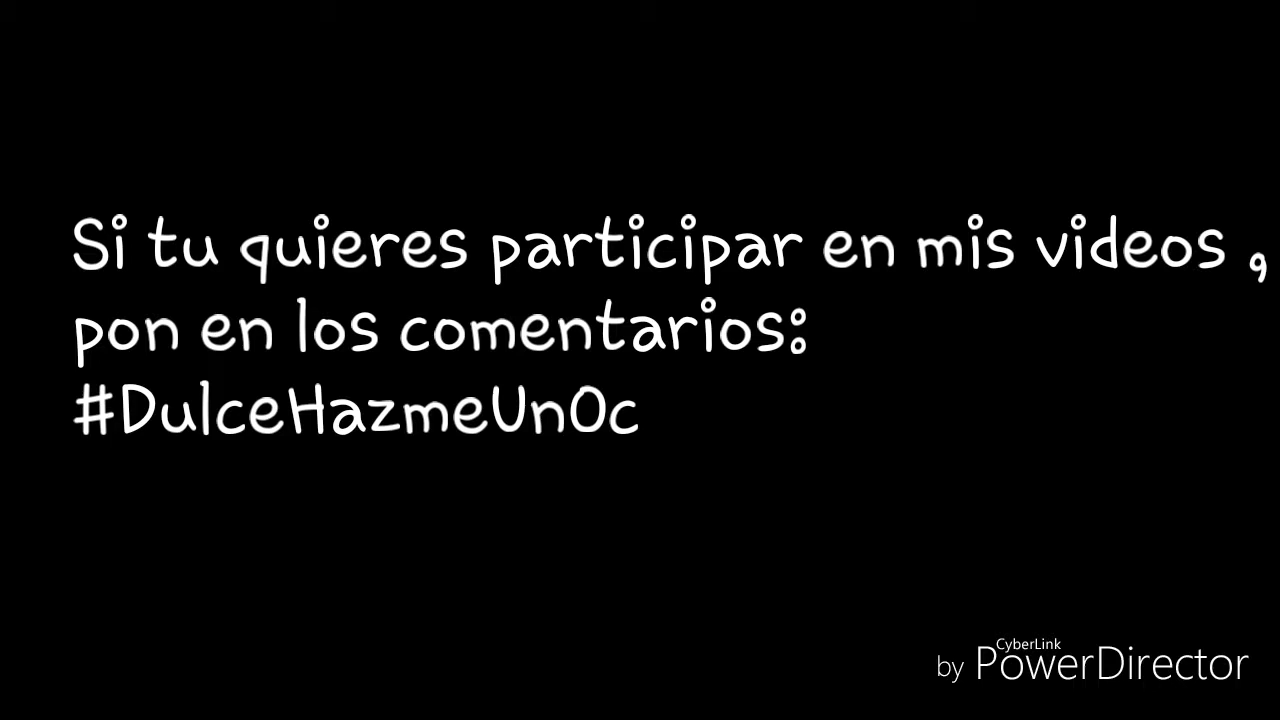 Si tu quieres participar en mis videos ,
pon en los comentarios:
#DulceHazmeUnOc
CyberLink
by PowerDirector